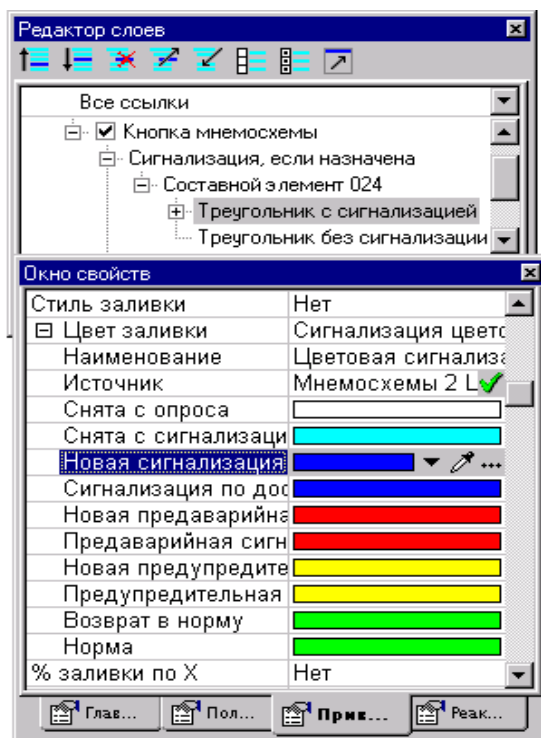 Редактор слоев
Все ссылки
Кнопка мнемосхемы
Сигнализация, если назначена
Составной элемент 024
Треугольник с сигнализацией
Треугольник без сигнализации
Окно свойств
Стиль заливки Нет
Цвет заливки Сигнализация цвето
Наименование Цветовая сигнализа
Источник Мнемосхемы 2 L
Снята с опроса
Снята с сигнализаци
Новая сигнализация ...
Сигнализация по дос
Новая предаварийна
Предаварийная сигн
Новая предупредите
Предупредительная
Возврат в норму
Норма
% заливки по X Нет
Глав... Пол... Прив... Реак...